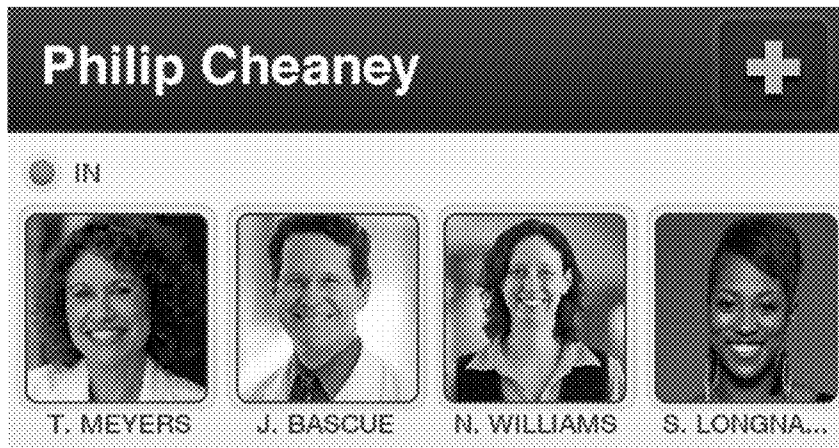 Philip Cheaney
IN
T. MEYERS J. BASCUE N. WILLIAMS S. LONGNA...